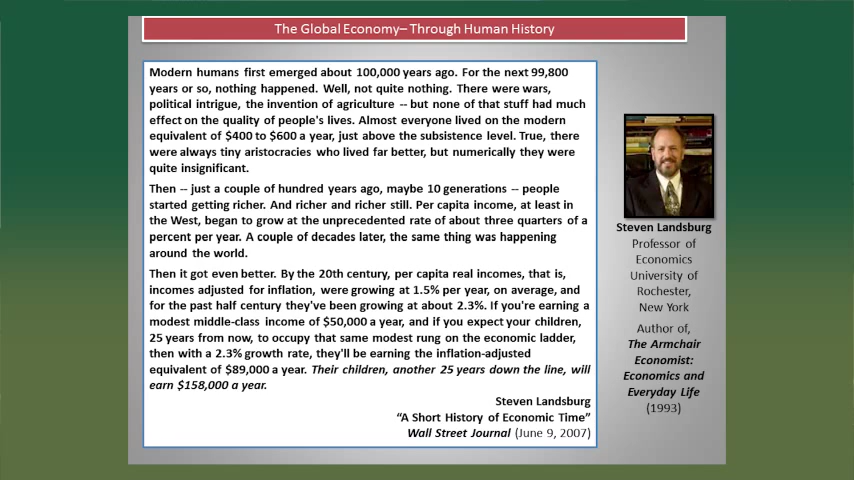 The Global Economy– Through Human History
Modern humans first emerged about 100,000 years ago. For the next 99,800
years or so, nothing happened. Well, not quite nothing. There were wars,
political intrigue, the invention of agriculture -- but none of that stuff had much
effect on the quality of people's lives. Almost everyone lived on the modern
equivalent of $400 to $600 a year, just above the subsistence level. True, there
were always tiny aristocracies who lived far better, but numerically they were
quite insignificant.
Then -- just a couple of hundred years ago, maybe 10 generations -- people
started getting richer. And richer and richer still. Per capita income, at least in
the West, began to grow at the unprecedented rate of about three quarters of a
percent per year. A couple of decades later, the same thing was happening
around the world.
Then it got even better. By the 20th century, per capita real incomes, that is,
incomes adjusted for inflation, were growing at 1.5% per year, on average, and
for the past half century they've been growing at about 2.3%. If you're earning a
modest middle-class income of $50,000 a year, and if you expect your children,
25 years from now, to occupy that same modest rung on the economic ladder,
then with a 2.3% growth rate, they'll be earning the inflation-adjusted
equivalent of $89,000 a year. Their children, another 25 years down the line, will
earn $158,000 a year.
Steven Landsburg
“A Short History of Economic Time”
Wall Street Journal (June 9, 2007)
Steven Landsburg
Professor of
Economics
University of
Rochester,
New York
Author of,
The Armchair
Economist:
Economics and
Everyday Life
(1993)